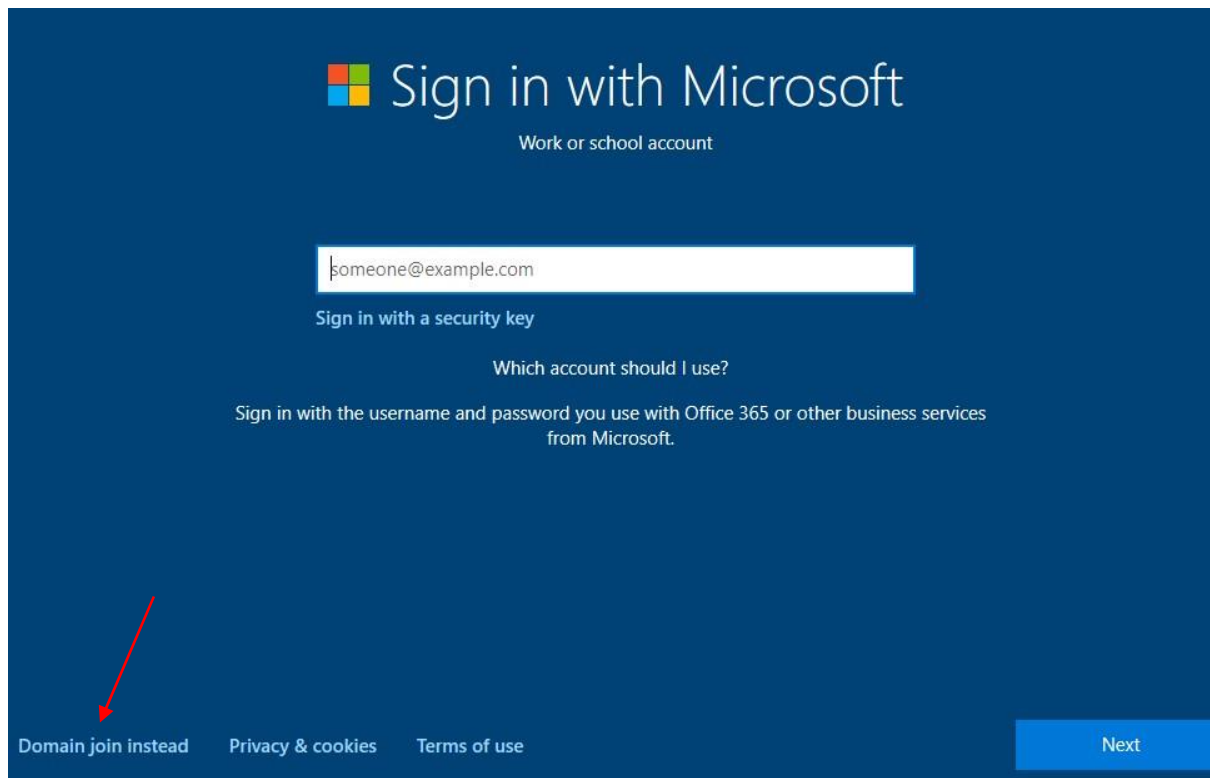 Sign in with Microsoft
Work or school account
someone@example.com
Sign in with a security key
Which account should I use?
Sign in with the username and password you use with Office 365 or other business services
from Microsoft.
Domain join instead
Privacy & cookies
Terms of use
Next